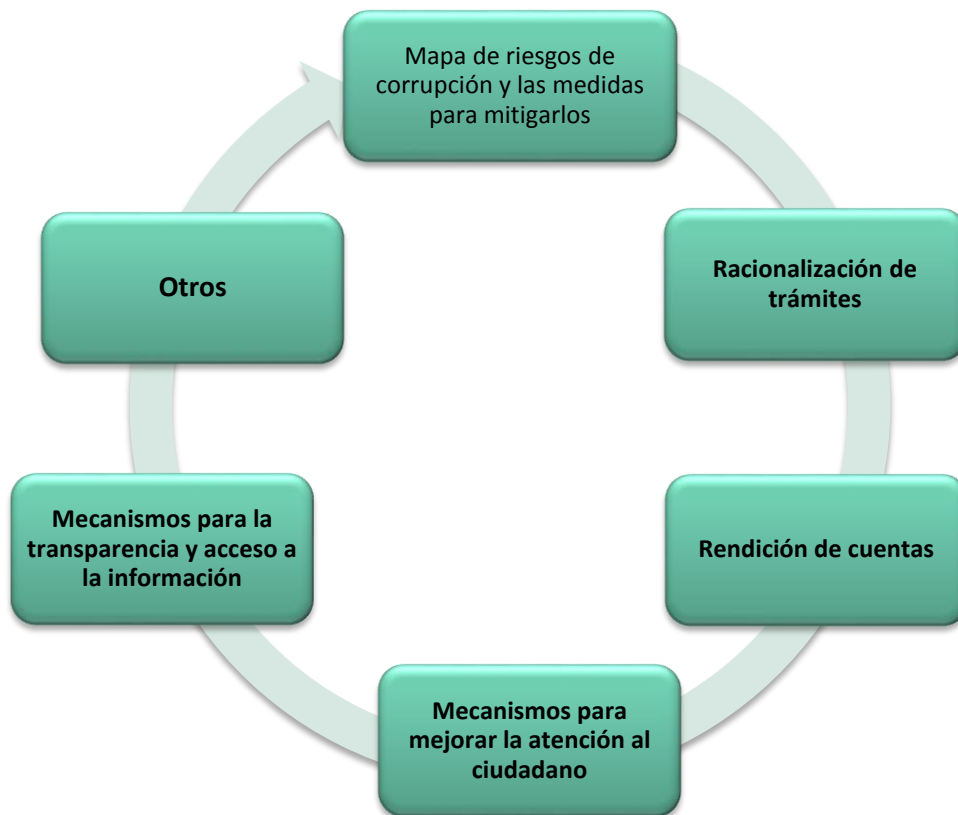 Mapa de riesgos de
corrupción y las medidas
para mitigarlos
Racionalización de
trámites
Rendición de cuentas
Mecanismos para
mejorar la atención al
ciudadano
Mecanismos para la
transparencia y acceso a
la información
Otros